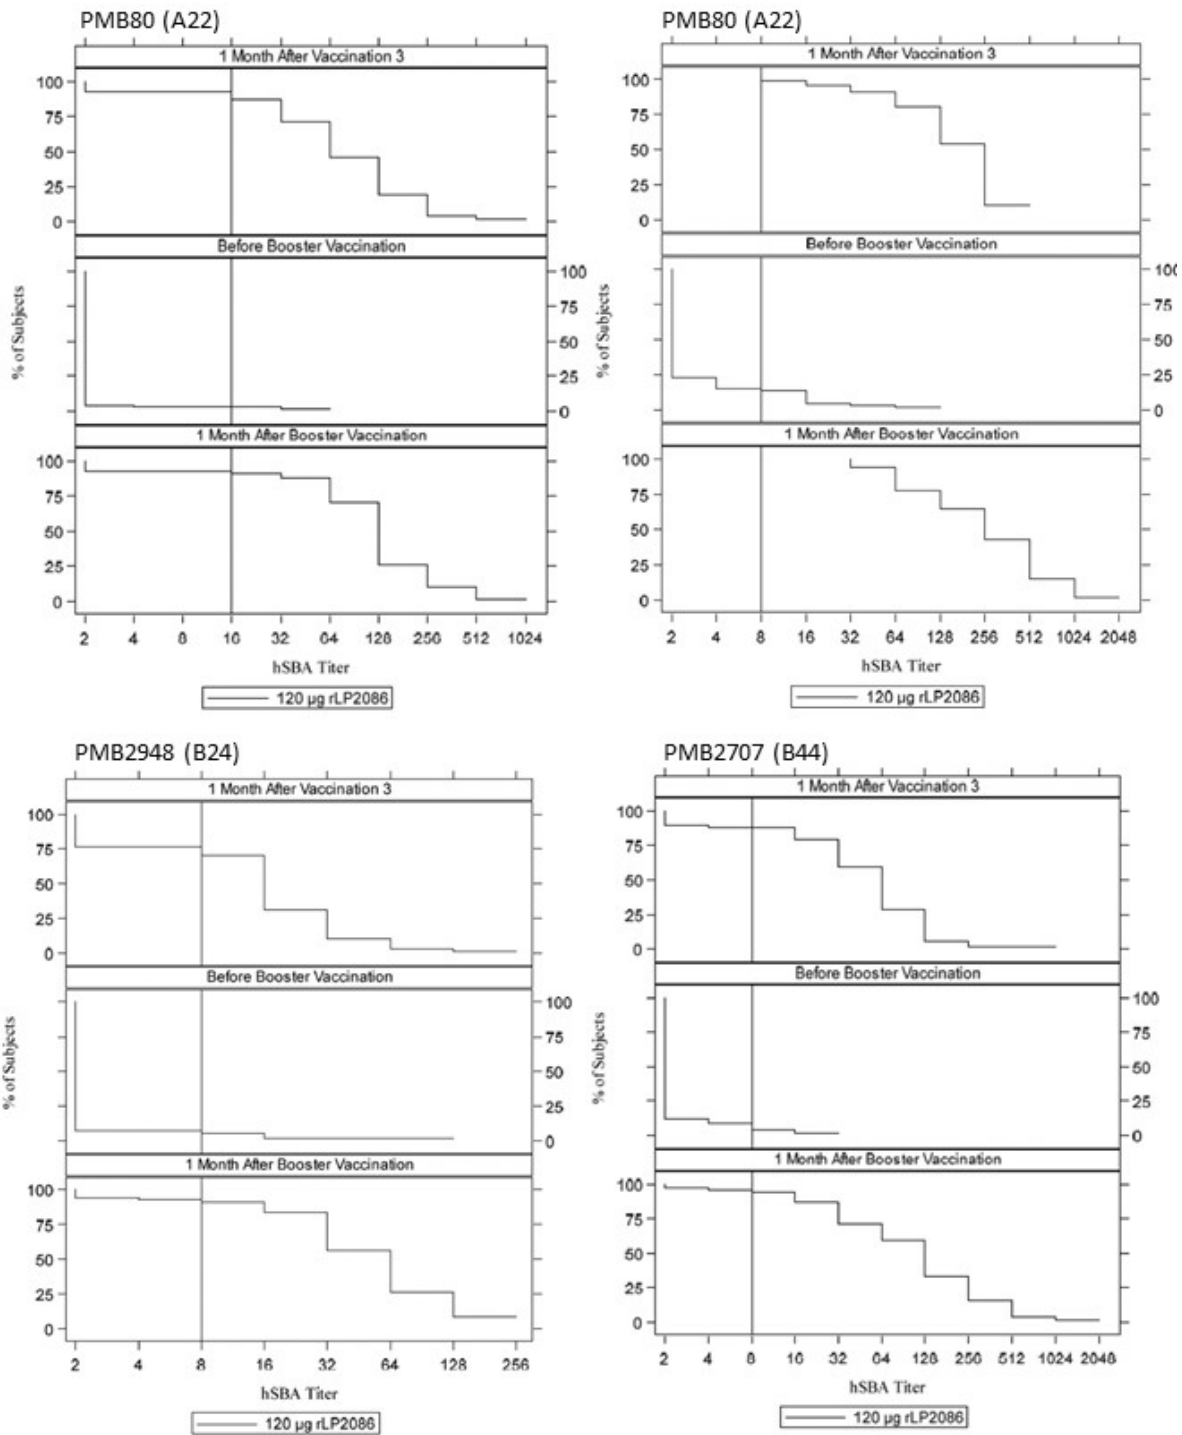 PMB80 (A22)
1 Month After Vaccination 3
100
75
50
25
0
Before Booster Vaccination
100
75
50
25
0
1 Month After Booster Vaccination
100
75
50
25
0
% of Subjects
2 4 8 16 32 64 128 256 512 1024
hSBA Titer
120 µg rLP2086
PMB80 (A22)
1 Month After Vaccination 3
100
75
50
25
0
Before Booster Vaccination
100
75
50
25
0
1 Month After Booster Vaccination
100
75
50
25
0
% of Subjects
2 4 8 16 32 64 128 256 512 1024 2048
hSBA Titer
120 µg rLP2086
PMB2948 (B24)
1 Month After Vaccination 3
100
75
50
25
0
Before Booster Vaccination
100
75
50
25
0
1 Month After Booster Vaccination
100
75
50
25
0
% of Subjects
2 4 8 16 32 64 128 256
hSBA Titer
120 µg rLP2086
PMB2707 (B44)
1 Month After Vaccination 3
100
75
50
25
0
Before Booster Vaccination
100
75
50
25
0
1 Month After Booster Vaccination
100
75
50
25
0
% of Subjects
2 4 8 16 32 64 128 256 512 1024 2048
hSBA Titer
120 µg rLP2086